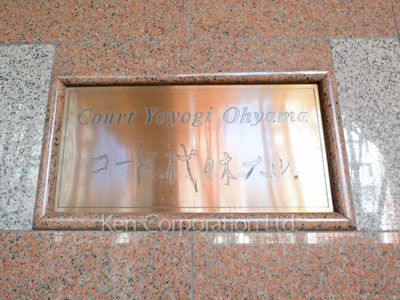 Court Yoyogi Ohyama
コート代々木大山
Ken Corporation Ltd.